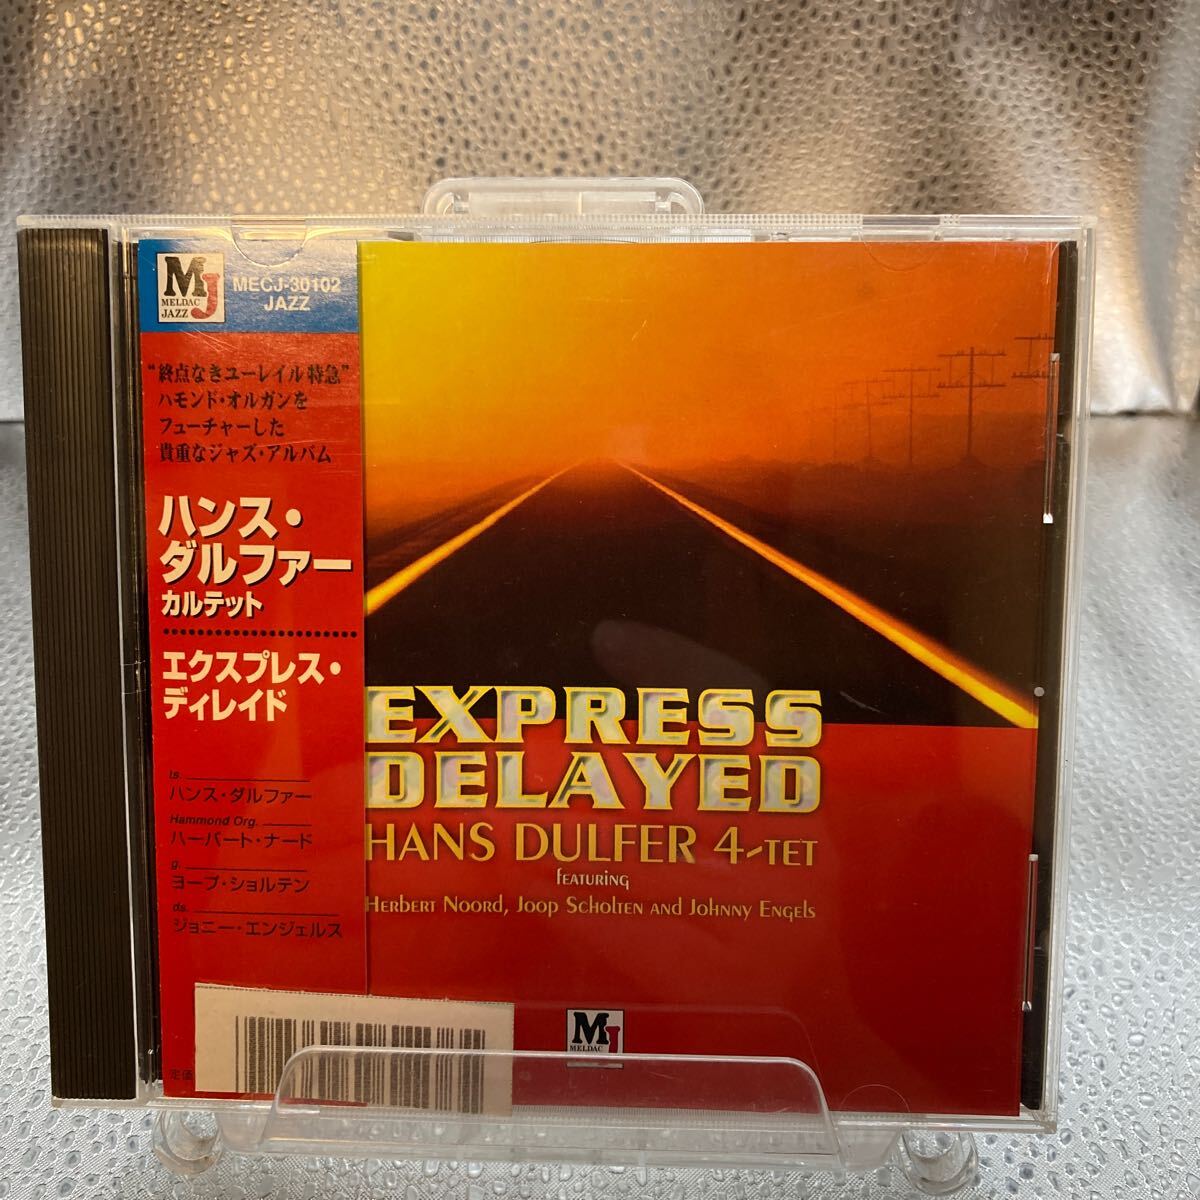 MJ
MELDAC
JAZZ
MECJ-30102
JAZZ
“終点なきユーレイル特急”
ハモンド・オルガンを
フューチャーした
貴重なジャズ・アルバム
ハンス・
ダルファー
カルテット
エクスプレス・
ディレイド
ts.
ハンス・ダルファー
Hammond Org.
ハーバート・ナード
g.
ヨープ・ショルテン
ds.
ジョニー・エンジェルス
定価
EXPRESS
DELAYED
HANS DULFER 4-TET
FEATURING
HERBERT NOORD, JOOP SCHOLTEN AND JOHNNY ENGELS
MJ
MELDAC